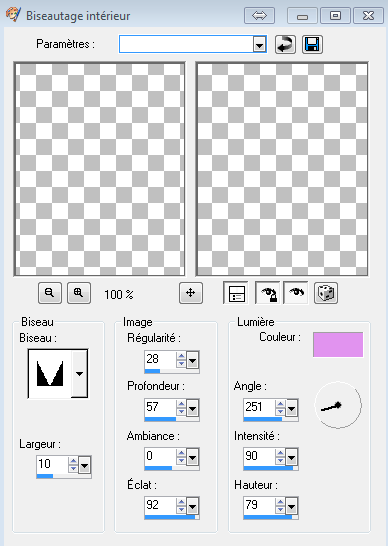 Biseautage intérieur
Paramètres :
100 %
Biseau
Image
Lumière
Biseau :
Régularité :
Couleur :
28
Profondeur :
Angle :
57
251
Largeur :
Ambiance :
Intensité :
10
0
90
Éclat :
Hauteur :
92
79